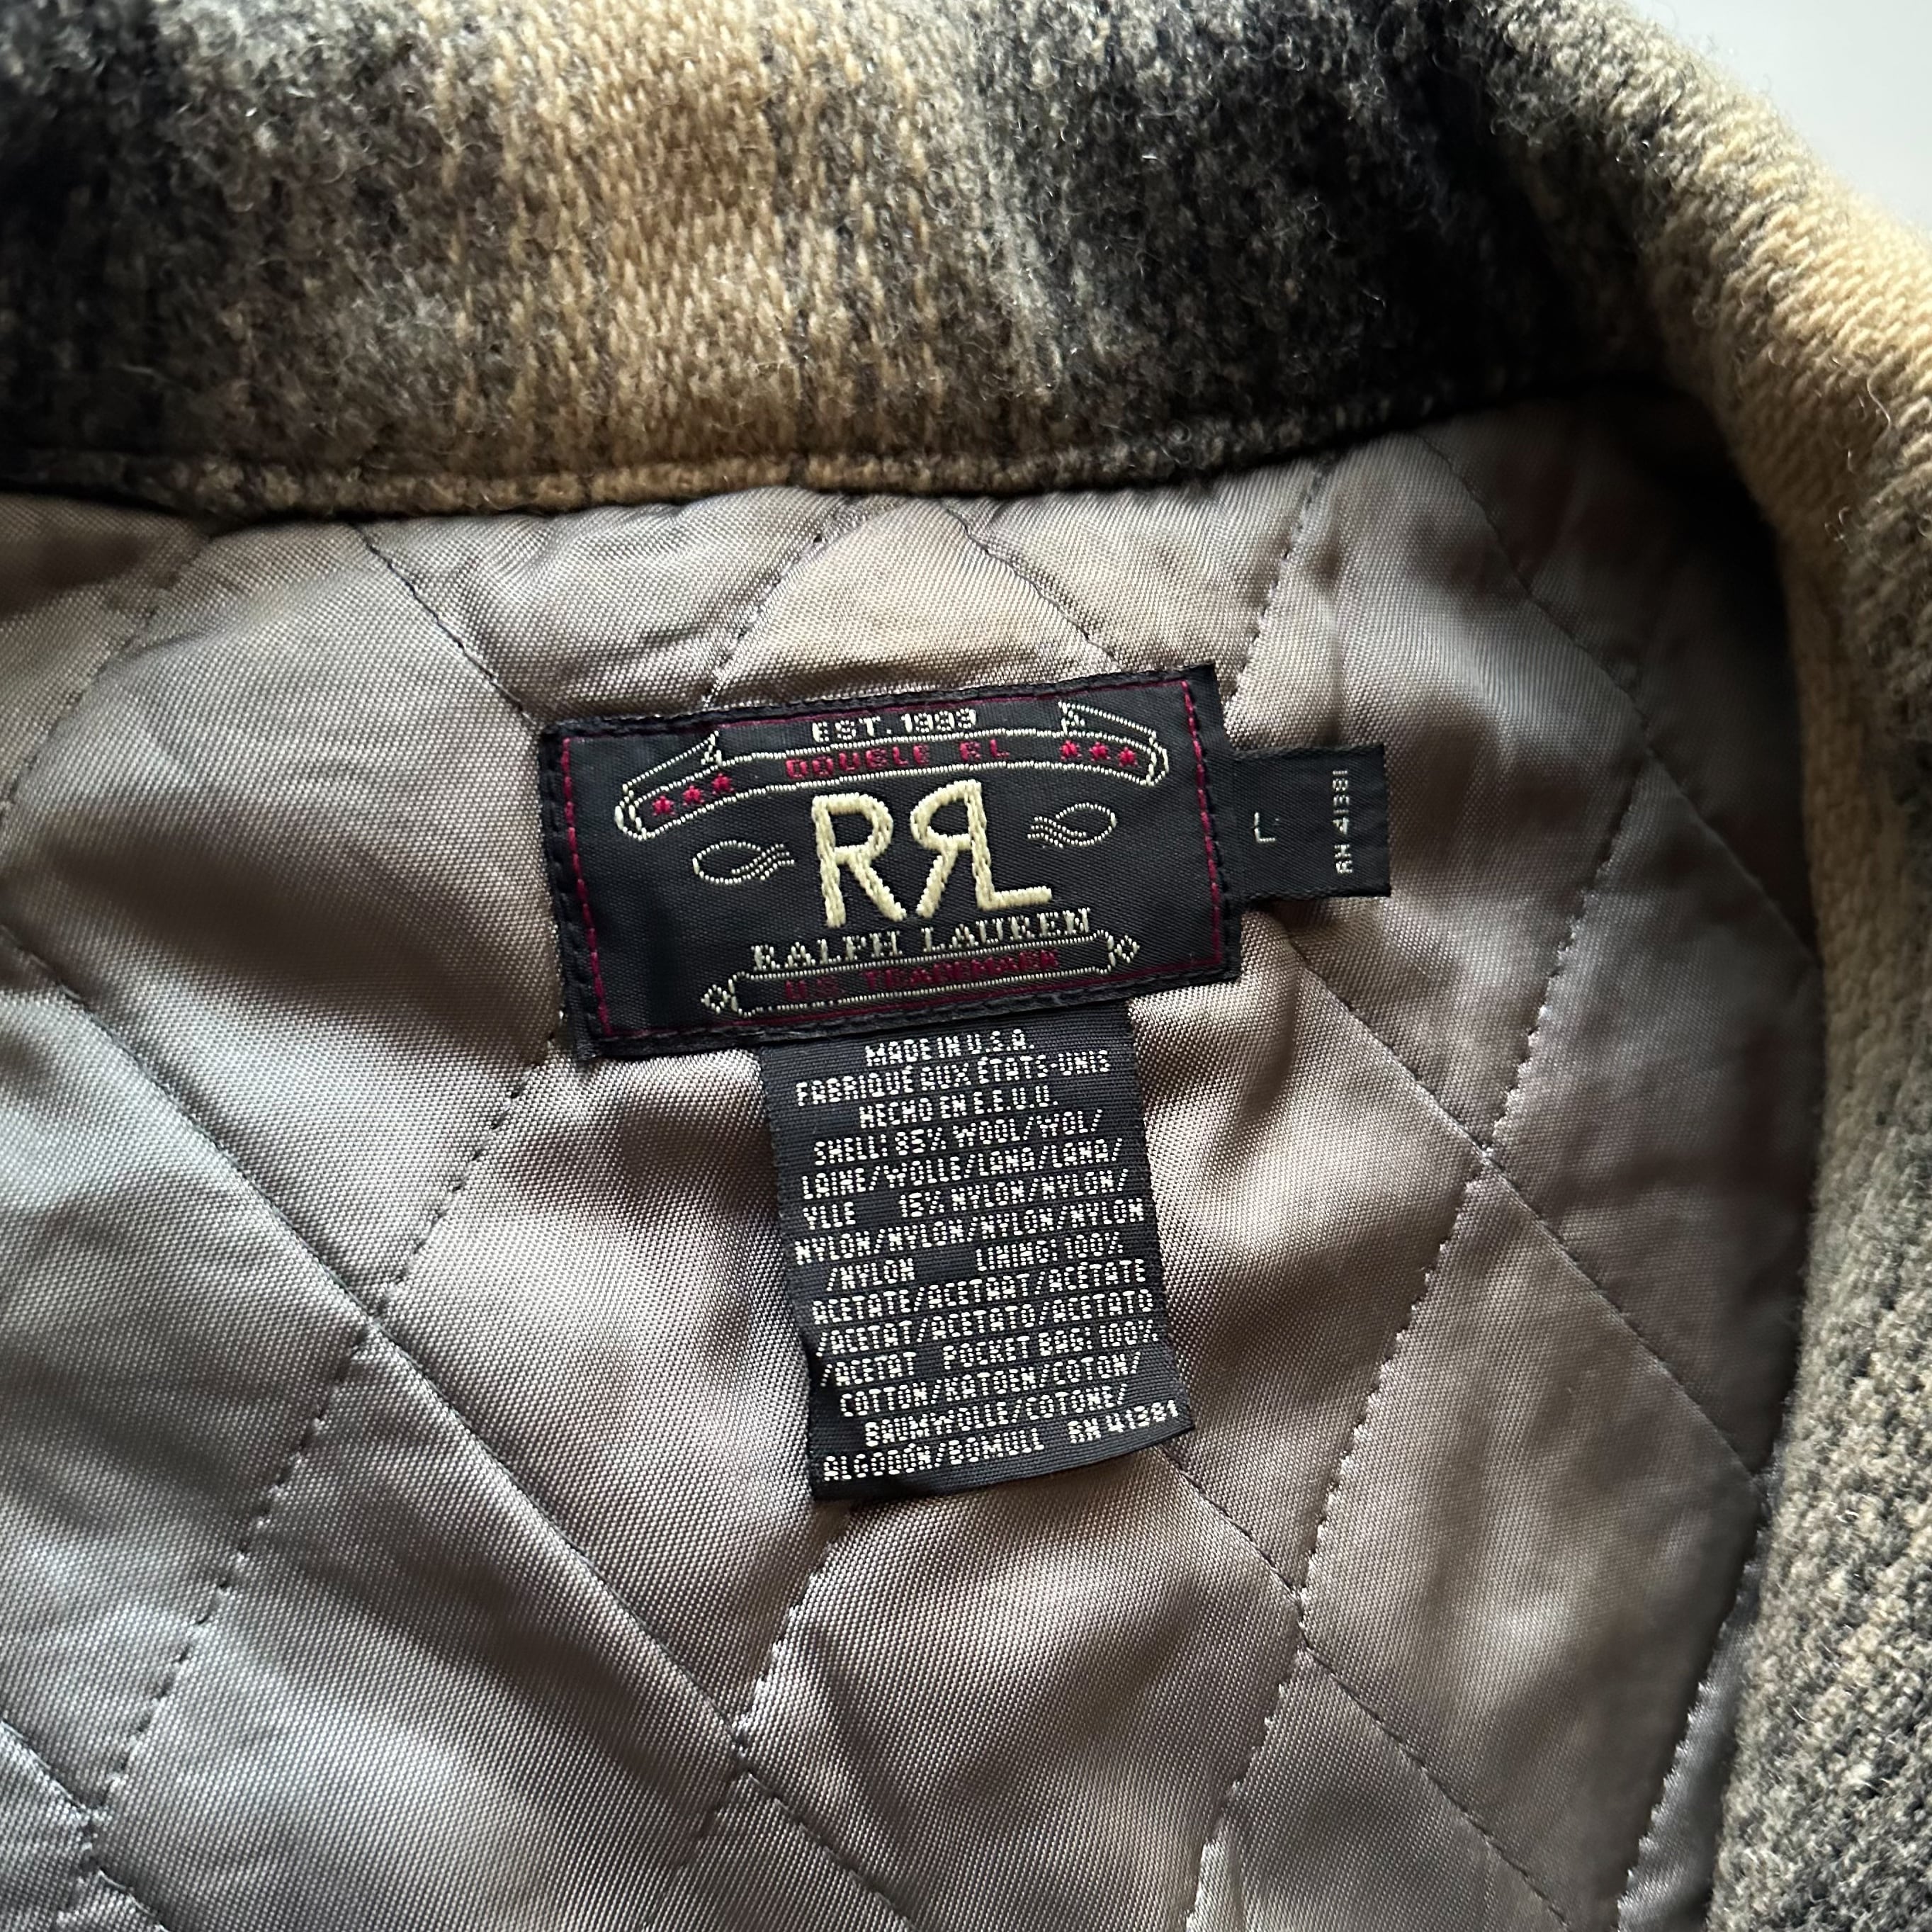 EST. 1993
DOUBLE RL
RRL
RALPH LAUREN
U.S. TRADEMARK
L
RN 41381
MADE IN U.S.A.
FABRIQUÉ AUX ÉTATS-UNIS
HECHO EN E.E.U.U.
SHELL: 85% WOOL/WOL/
LAINE/WOLLE/LANA/LANA/
YLLE 15% NYLON/NYLON/
NYLON/NYLON/NYLON/NYLON
/NYLON LINING: 100%
ACETATE/ACETAAT/ACÉTATE
/ACETAT/ACETATO/ACETATO
/ACETAT POCKET BAG: 100%
COTTON/KATOEN/COTON/
BAUMWOLLE/COTONE/
ALGODÓN/BOMULL RN 41381